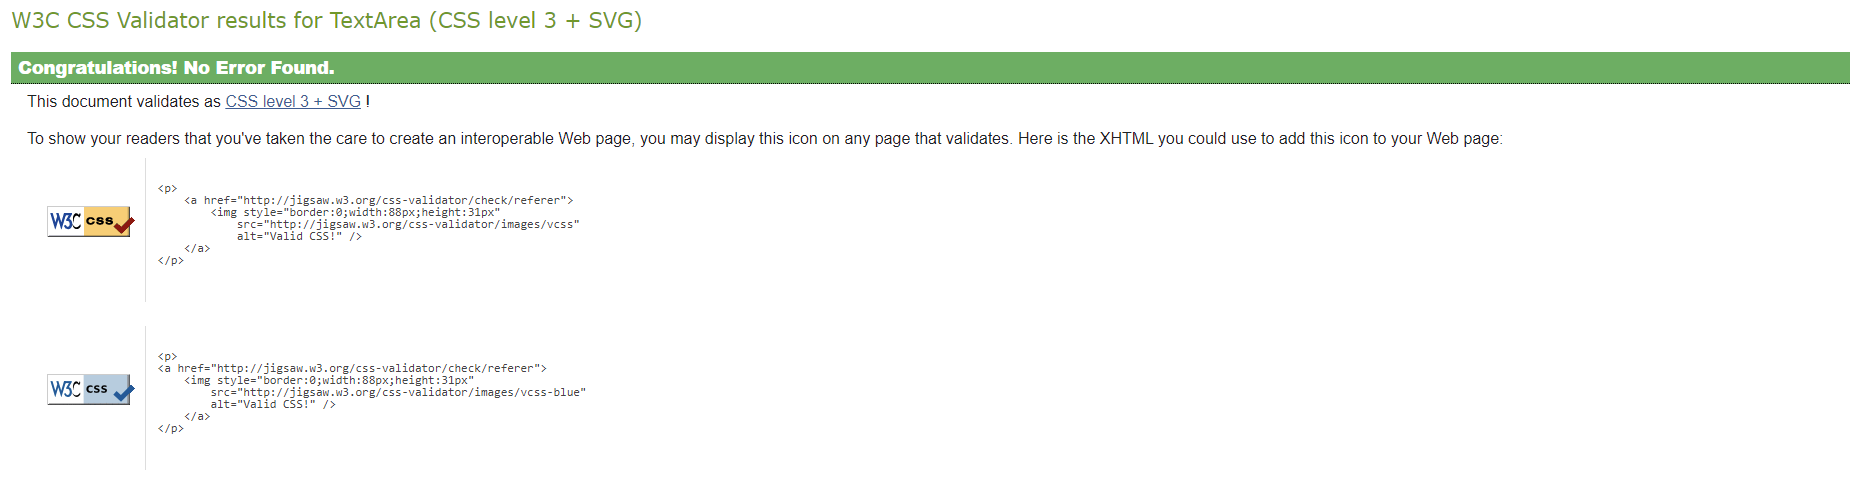 W3C CSS Validator results for TextArea (CSS level 3 + SVG)
Congratulations! No Error Found.
This document validates as CSS level 3 + SVG !
To show your readers that you've taken the care to create an interoperable Web page, you may display this icon on any page that validates. Here is the XHTML you could use to add this icon to your Web page:
W3C css
<p>
    <a href="http://jigsaw.w3.org/css-validator/check/referer">
        <img style="border:0;width:88px;height:31px"
            src="http://jigsaw.w3.org/css-validator/images/vcss"
            alt="Valid CSS!" />
    </a>
</p>
W3C css
<p>
<a href="http://jigsaw.w3.org/css-validator/check/referer">
    <img style="border:0;width:88px;height:31px"
        src="http://jigsaw.w3.org/css-validator/images/vcss-blue"
        alt="Valid CSS!" />
    </a>
</p>